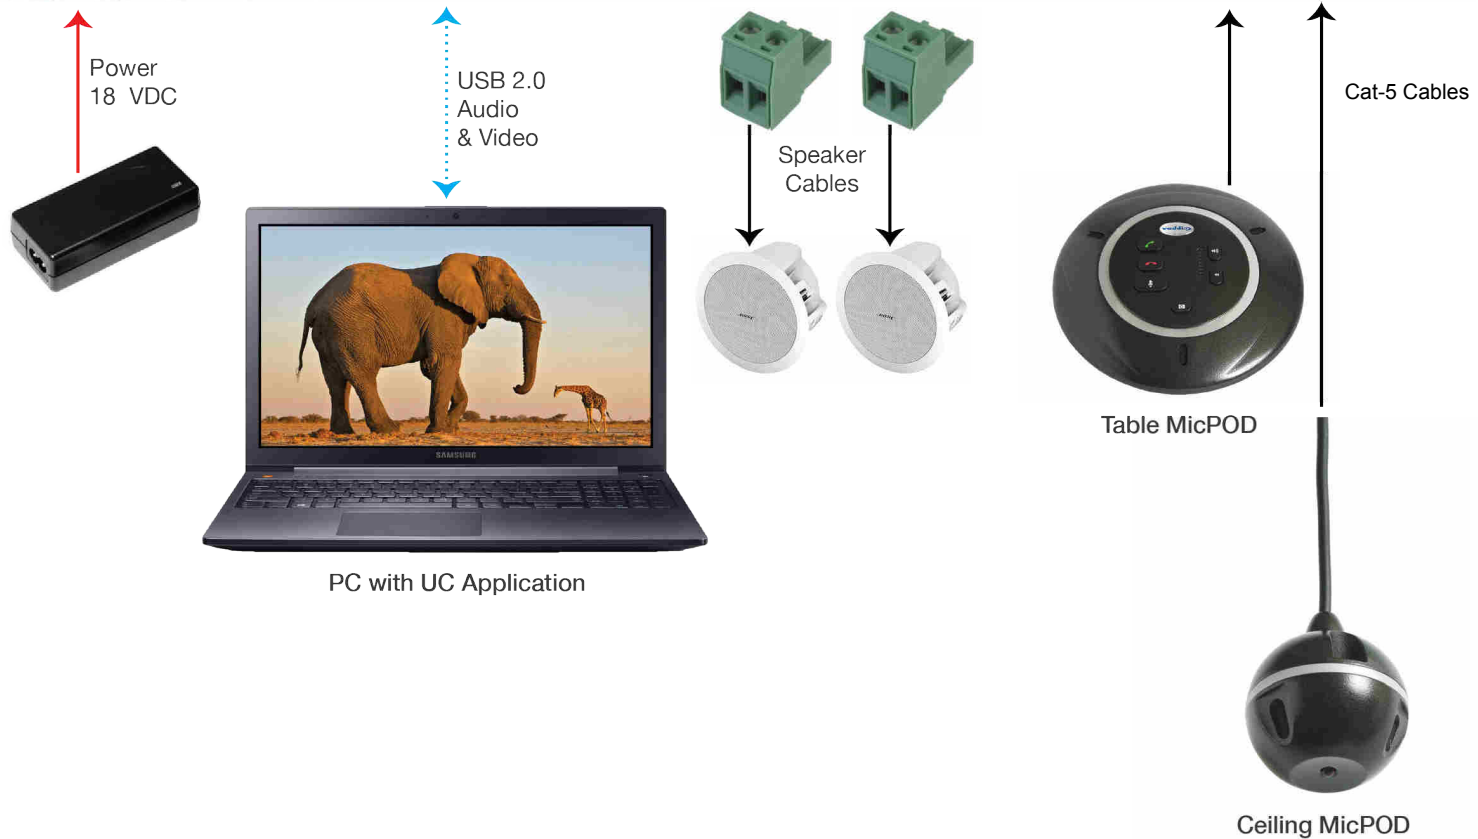 Power
18 VDC
USB 2.0
Audio
& Video
Speaker
Cables
Cat-5 Cables
SAMSUNG
Table MicPOD
PC with UC Application
Ceiling MicPOD